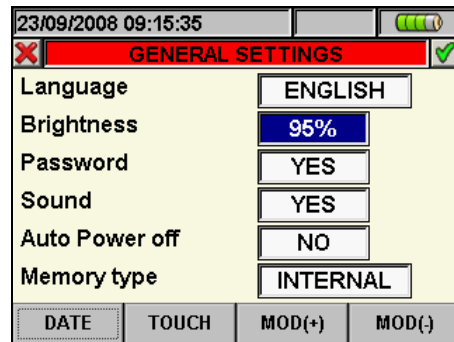 23/09/2008 09:15:35
GENERAL SETTINGS
Language ENGLISH
Brightness 95%
Password YES
Sound YES
Auto Power off NO
Memory type INTERNAL
DATE TOUCH MOD(+) MOD(-)